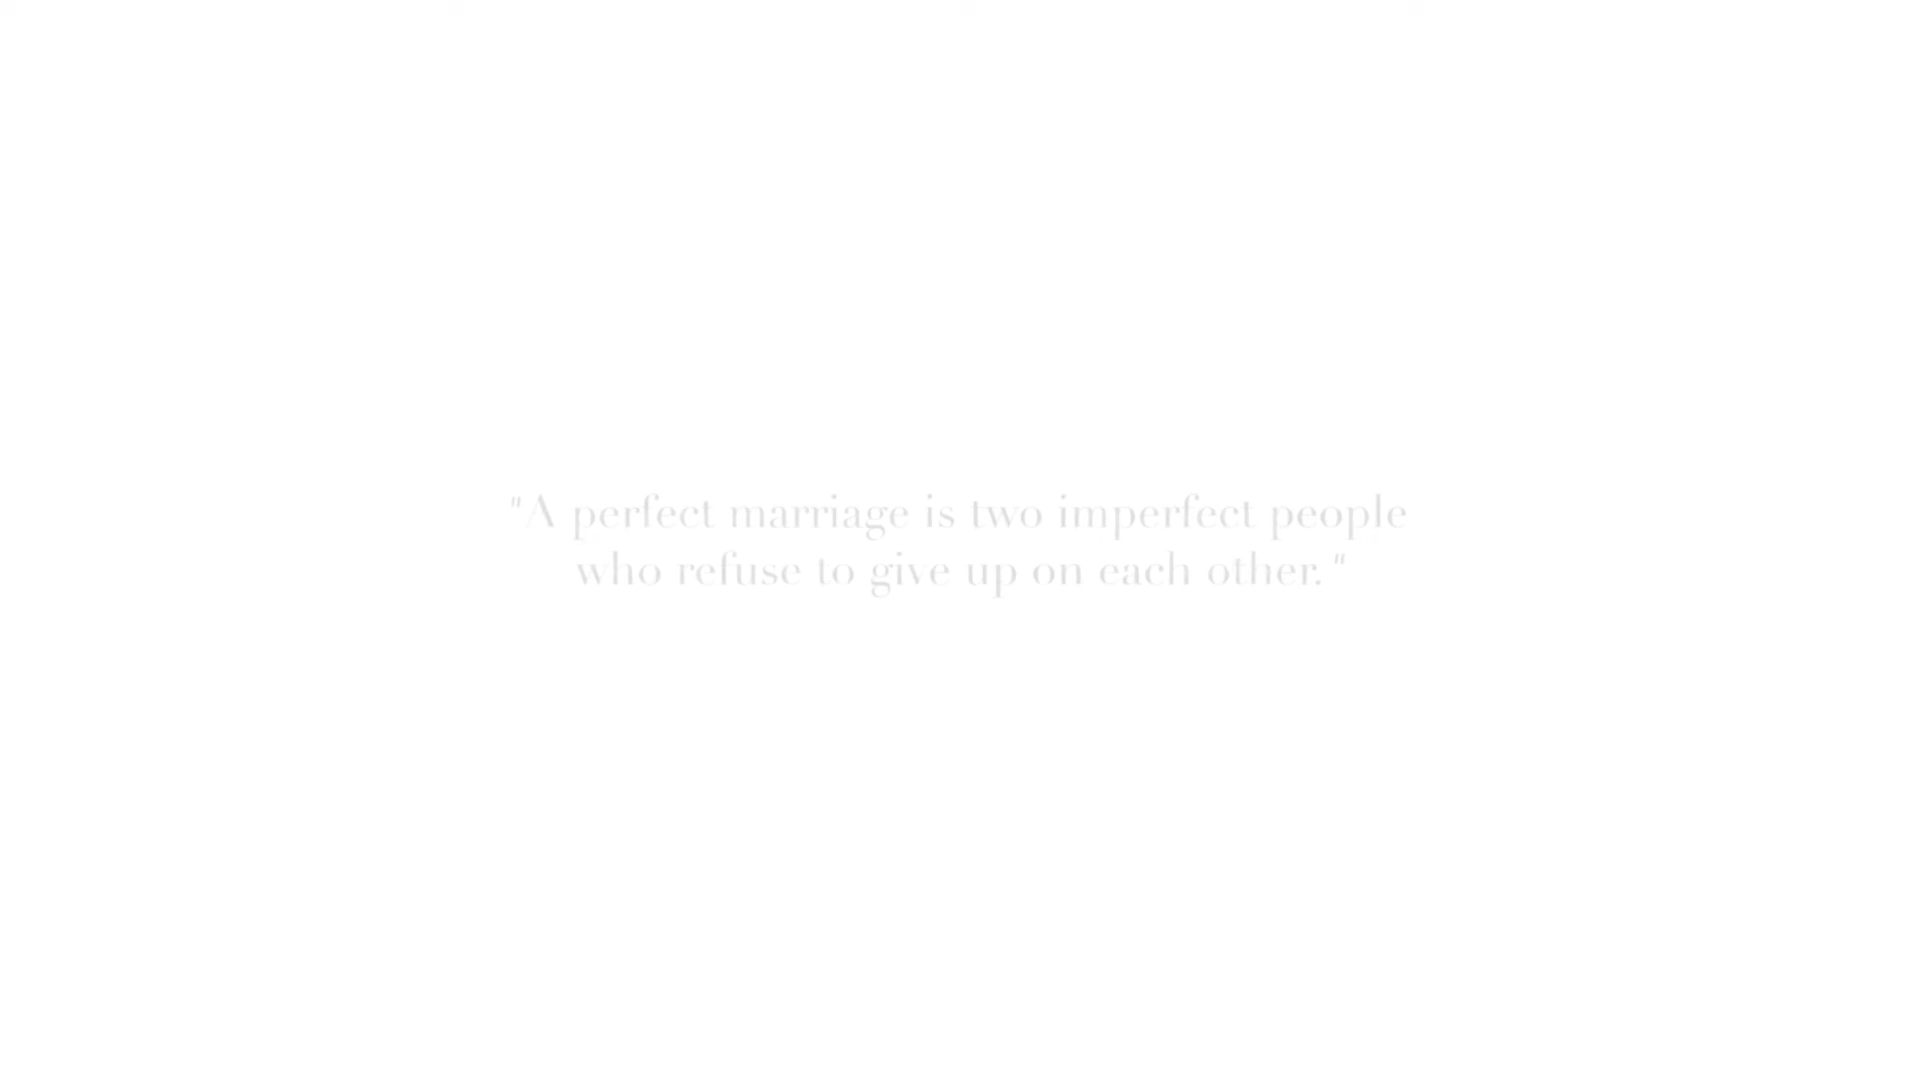 "A perfect marriage is two imperfect people
who refuse to give up on each other."